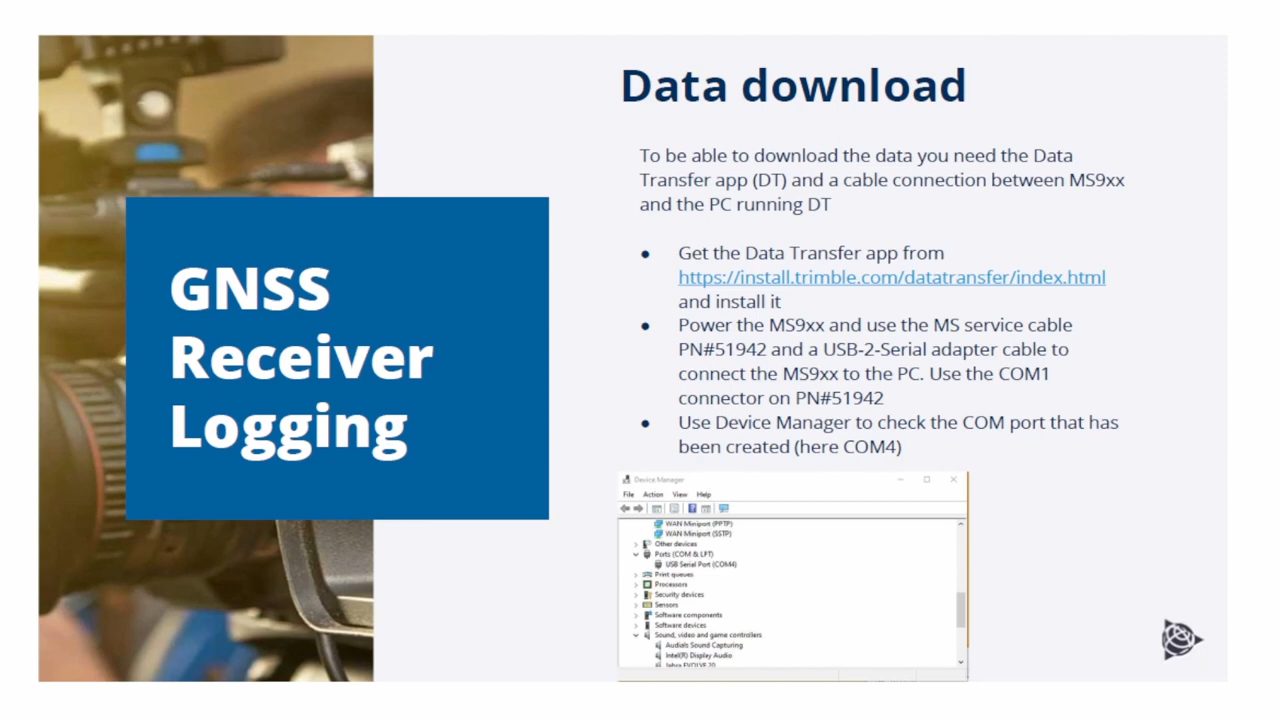 Data download
To be able to download the data you need the Data
Transfer app (DT) and a cable connection between MS9xx
and the PC running DT
GNSS
Receiver
Logging
● Get the Data Transfer app from
https://install.trimble.com/datatransfer/index.html
and install it
● Power the MS9xx and use the MS service cable
PN#51942 and a USB-2-Serial adapter cable to
connect the MS9xx to the PC. Use the COM1
connector on PN#51942
● Use Device Manager to check the COM port that has
been created (here COM4)
Device Manager
File Action View Help
WAN Miniport (PPTP)
WAN Miniport (SSTP)
Other devices
Ports (COM & LPT)
USB Serial Port (COM4)
Print queues
Processors
Security devices
Sensors
Software components
Software devices
Sound, video and game controllers
Audials Sound Capturing
Intel(R) Display Audio
Jabra EVOLVE 20